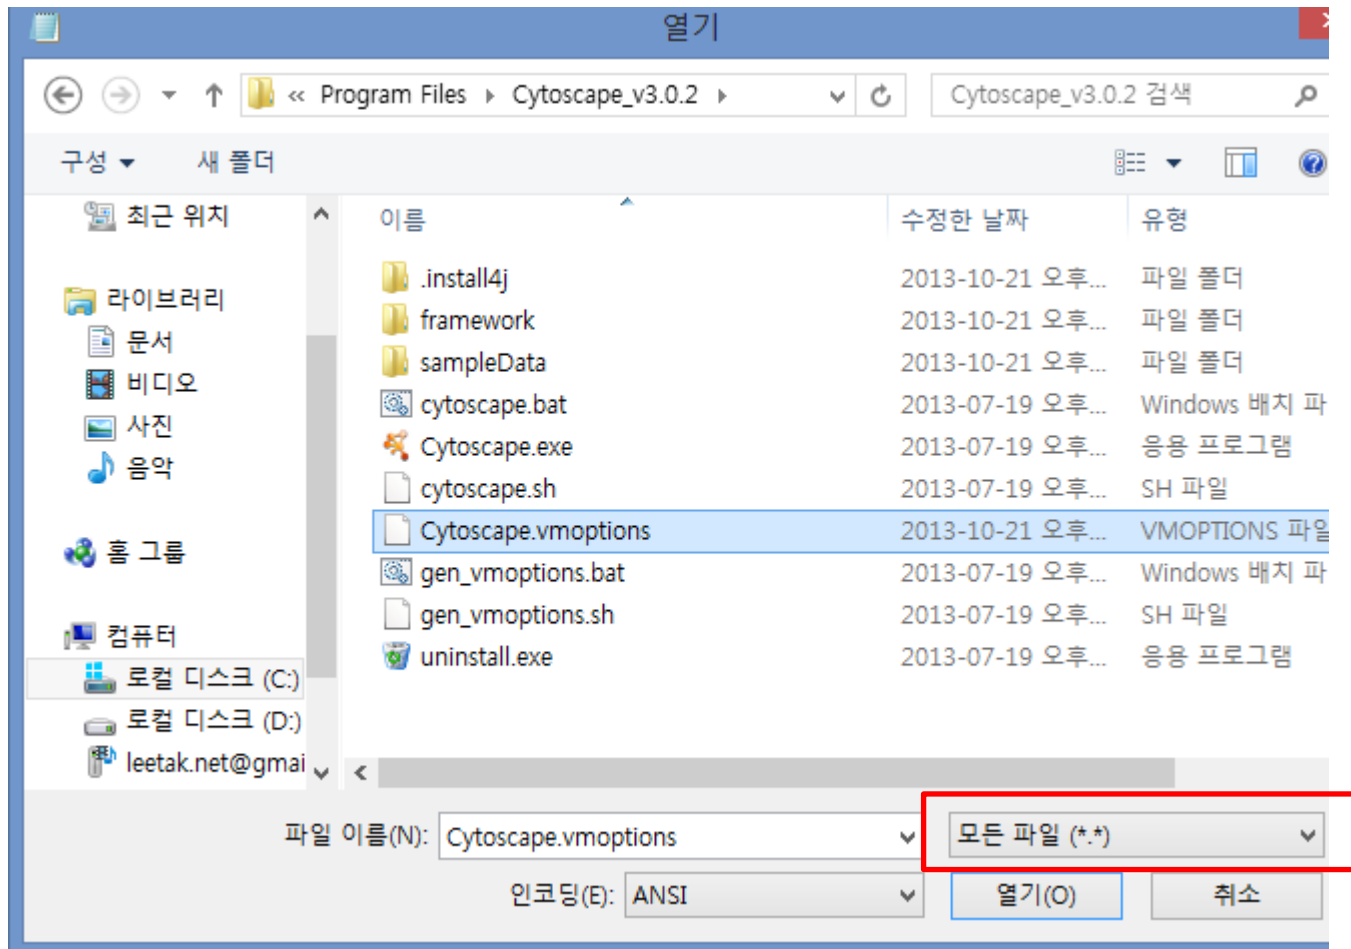 열기
« Program Files ▸ Cytoscape_v3.0.2 ▸
Cytoscape_v3.0.2 검색
구성 새 폴더
최근 위치
라이브러리
문서
비디오
사진
음악
홈 그룹
컴퓨터
로컬 디스크 (C:)
로컬 디스크 (D:)
leetak.net@gmai
이름 수정한 날짜 유형
.install4j 2013-10-21 오후... 파일 폴더
framework 2013-10-21 오후... 파일 폴더
sampleData 2013-10-21 오후... 파일 폴더
cytoscape.bat 2013-07-19 오후... Windows 배치 파
Cytoscape.exe 2013-07-19 오후... 응용 프로그램
cytoscape.sh 2013-07-19 오후... SH 파일
Cytoscape.vmoptions 2013-10-21 오후... VMOPTIONS 파일
gen_vmoptions.bat 2013-07-19 오후... Windows 배치 파
gen_vmoptions.sh 2013-07-19 오후... SH 파일
uninstall.exe 2013-07-19 오후... 응용 프로그램
파일 이름(N): Cytoscape.vmoptions 모든 파일 (*.*)
인코딩(E): ANSI 열기(O) 취소